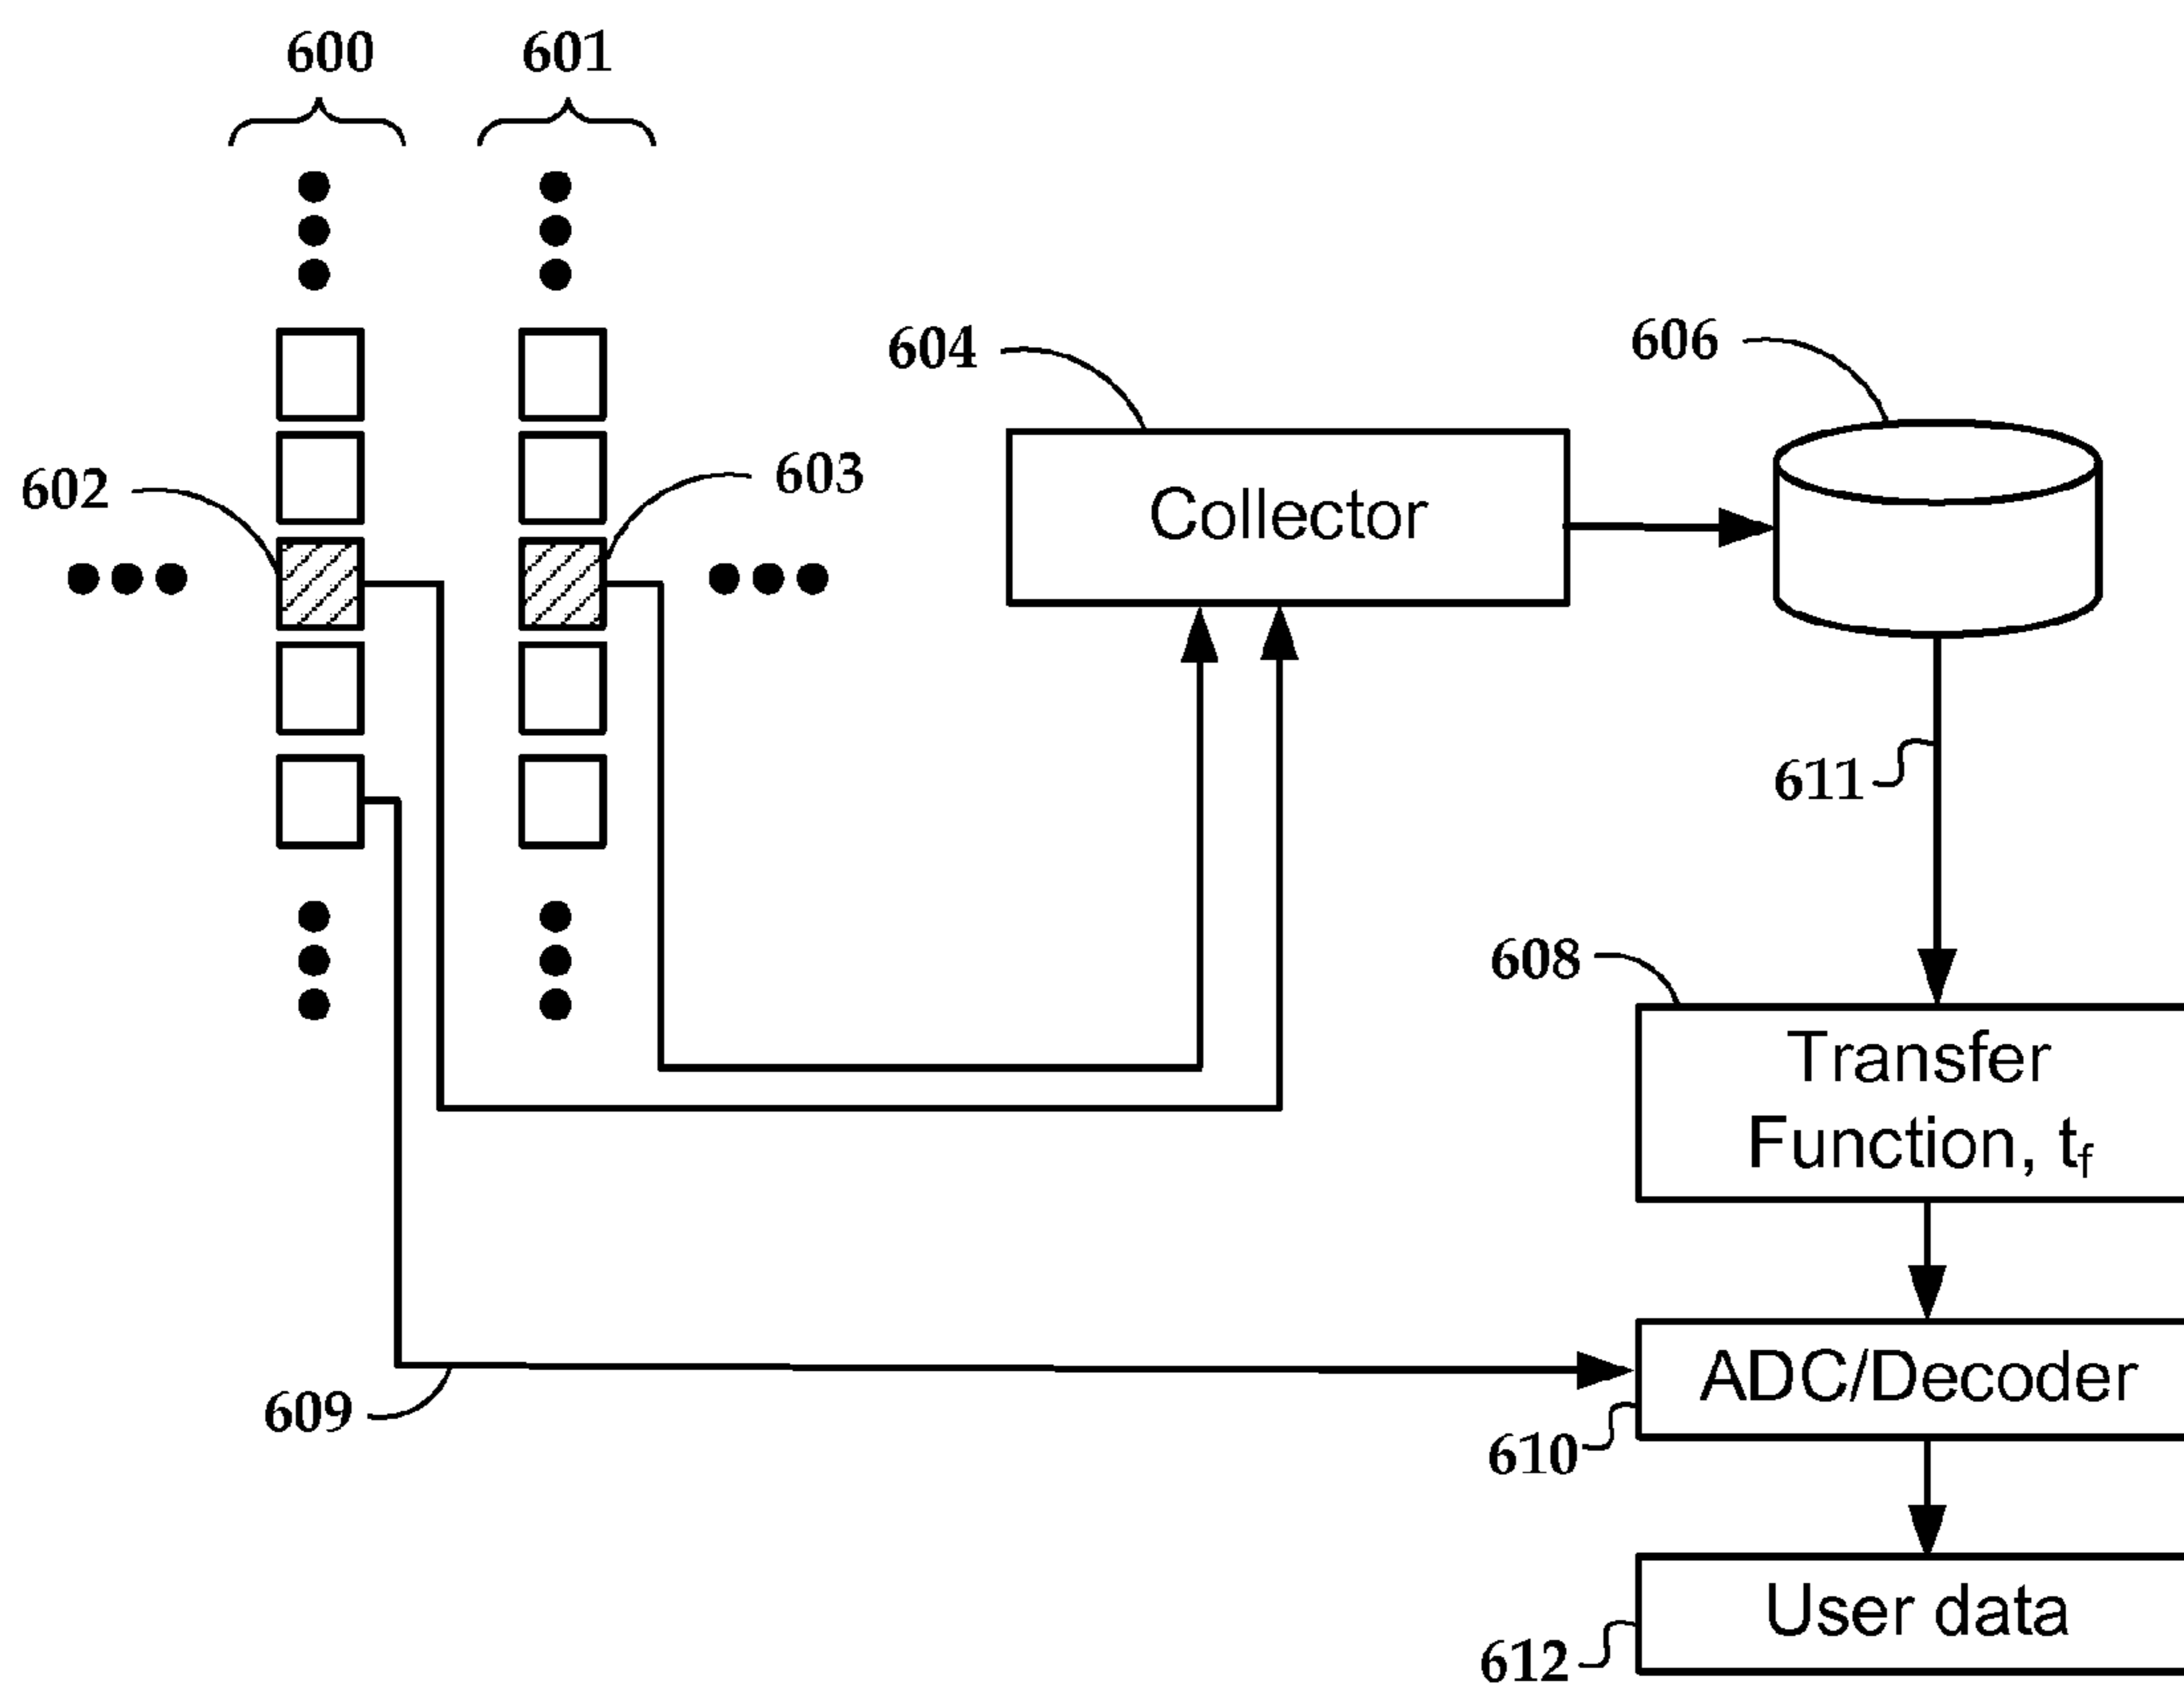 600
601
604
606
602
603
Collector
611
608
Transfer
Function, tf
ADC/Decoder
609
610
User data
612